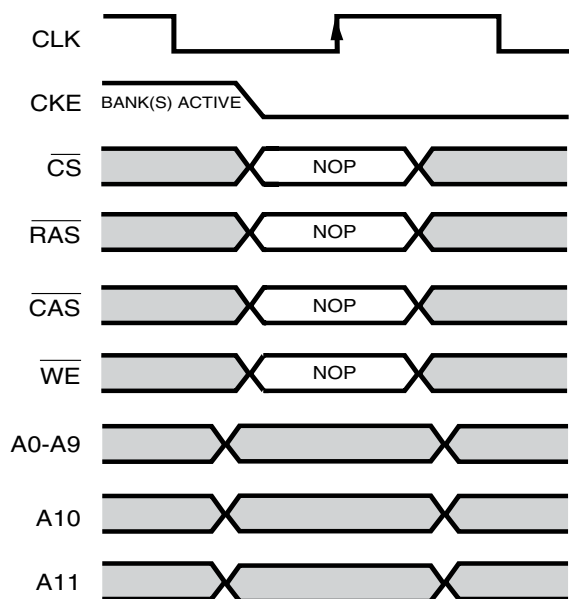 CLK
CKE BANK(S) ACTIVE
CS NOP
RAS NOP
CAS NOP
WE NOP
A0-A9
A10
A11